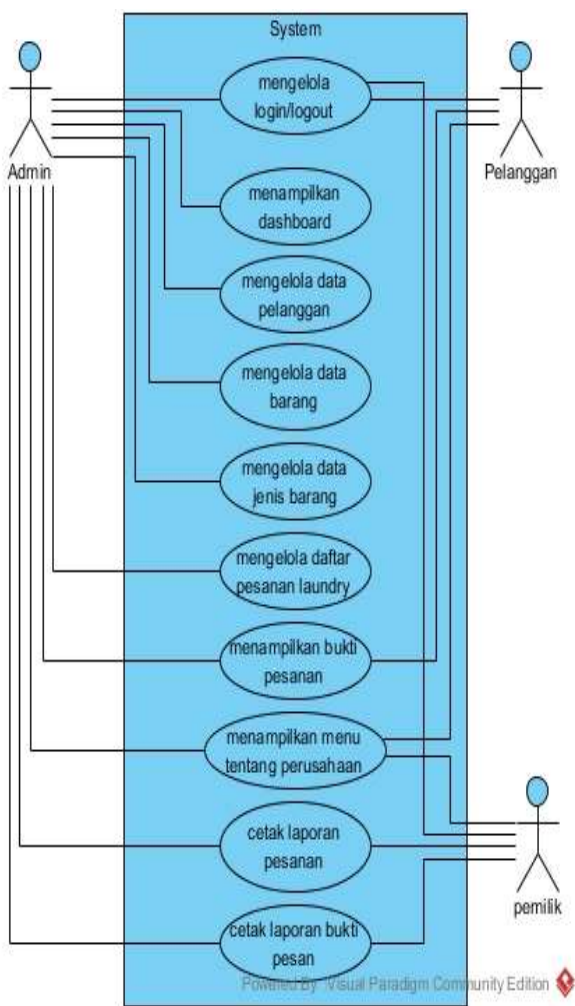 System
mengelola
login/logout
Admin
Pelanggan
menampilkan
dashboard
mengelola data
pelanggan
mengelola data
barang
mengelola data
jenis barang
mengelola daftar
pesanan laundry
menampilkan bukti
pesanan
menampilkan menu
tentang perusahaan
cetak laporan
pesanan
pemilik
cetak laporan bukti
pesan
Powered By Visual Paradigm Community Edition